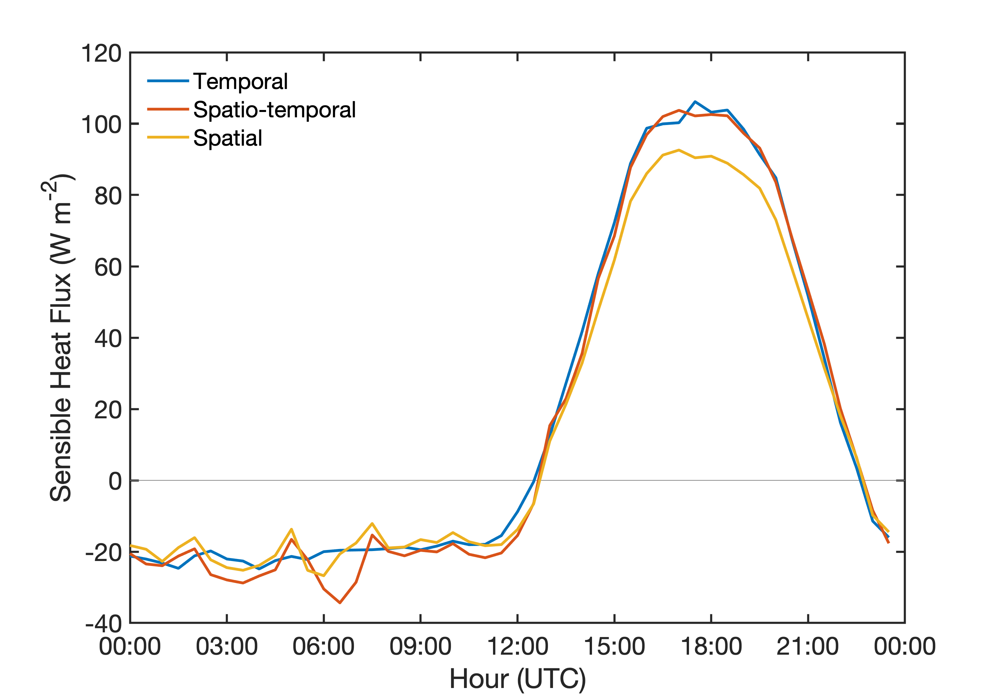 120
100
80
60
40
20
0
-20
-40
Temporal
Spatio-temporal
Spatial
Sensible Heat Flux (W m⁻²)
00:00 03:00 06:00 09:00 12:00 15:00 18:00 21:00 00:00
Hour (UTC)